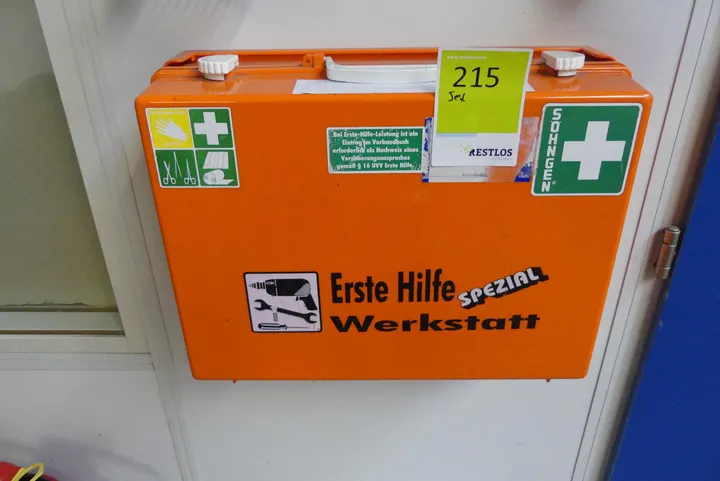 215
RESTLOS
SÖHNGEN®
Bei Erste-Hilfe-Leistung ist ein
Eintrag im Verbandbuch
erforderlich als Nachweis eines
Versicherungsanspruches
gemäß § 16 UVV Erste Hilfe.
Erste Hilfe SPEZIAL
Werkstatt